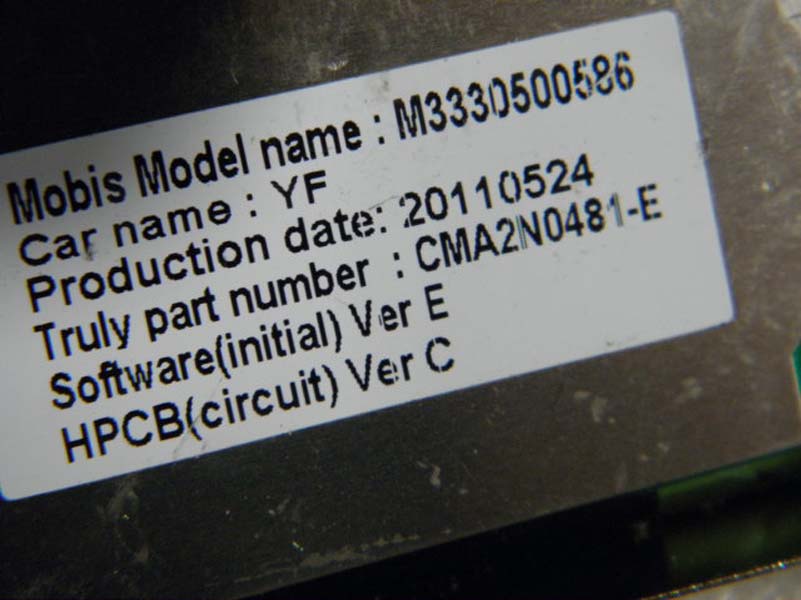 Mobis Model name : M3330500586
Car name : YF
Production date: 20110524
Truly part number : CMA2N0481-E
Software(initial) Ver E
HPCB(circuit) Ver C